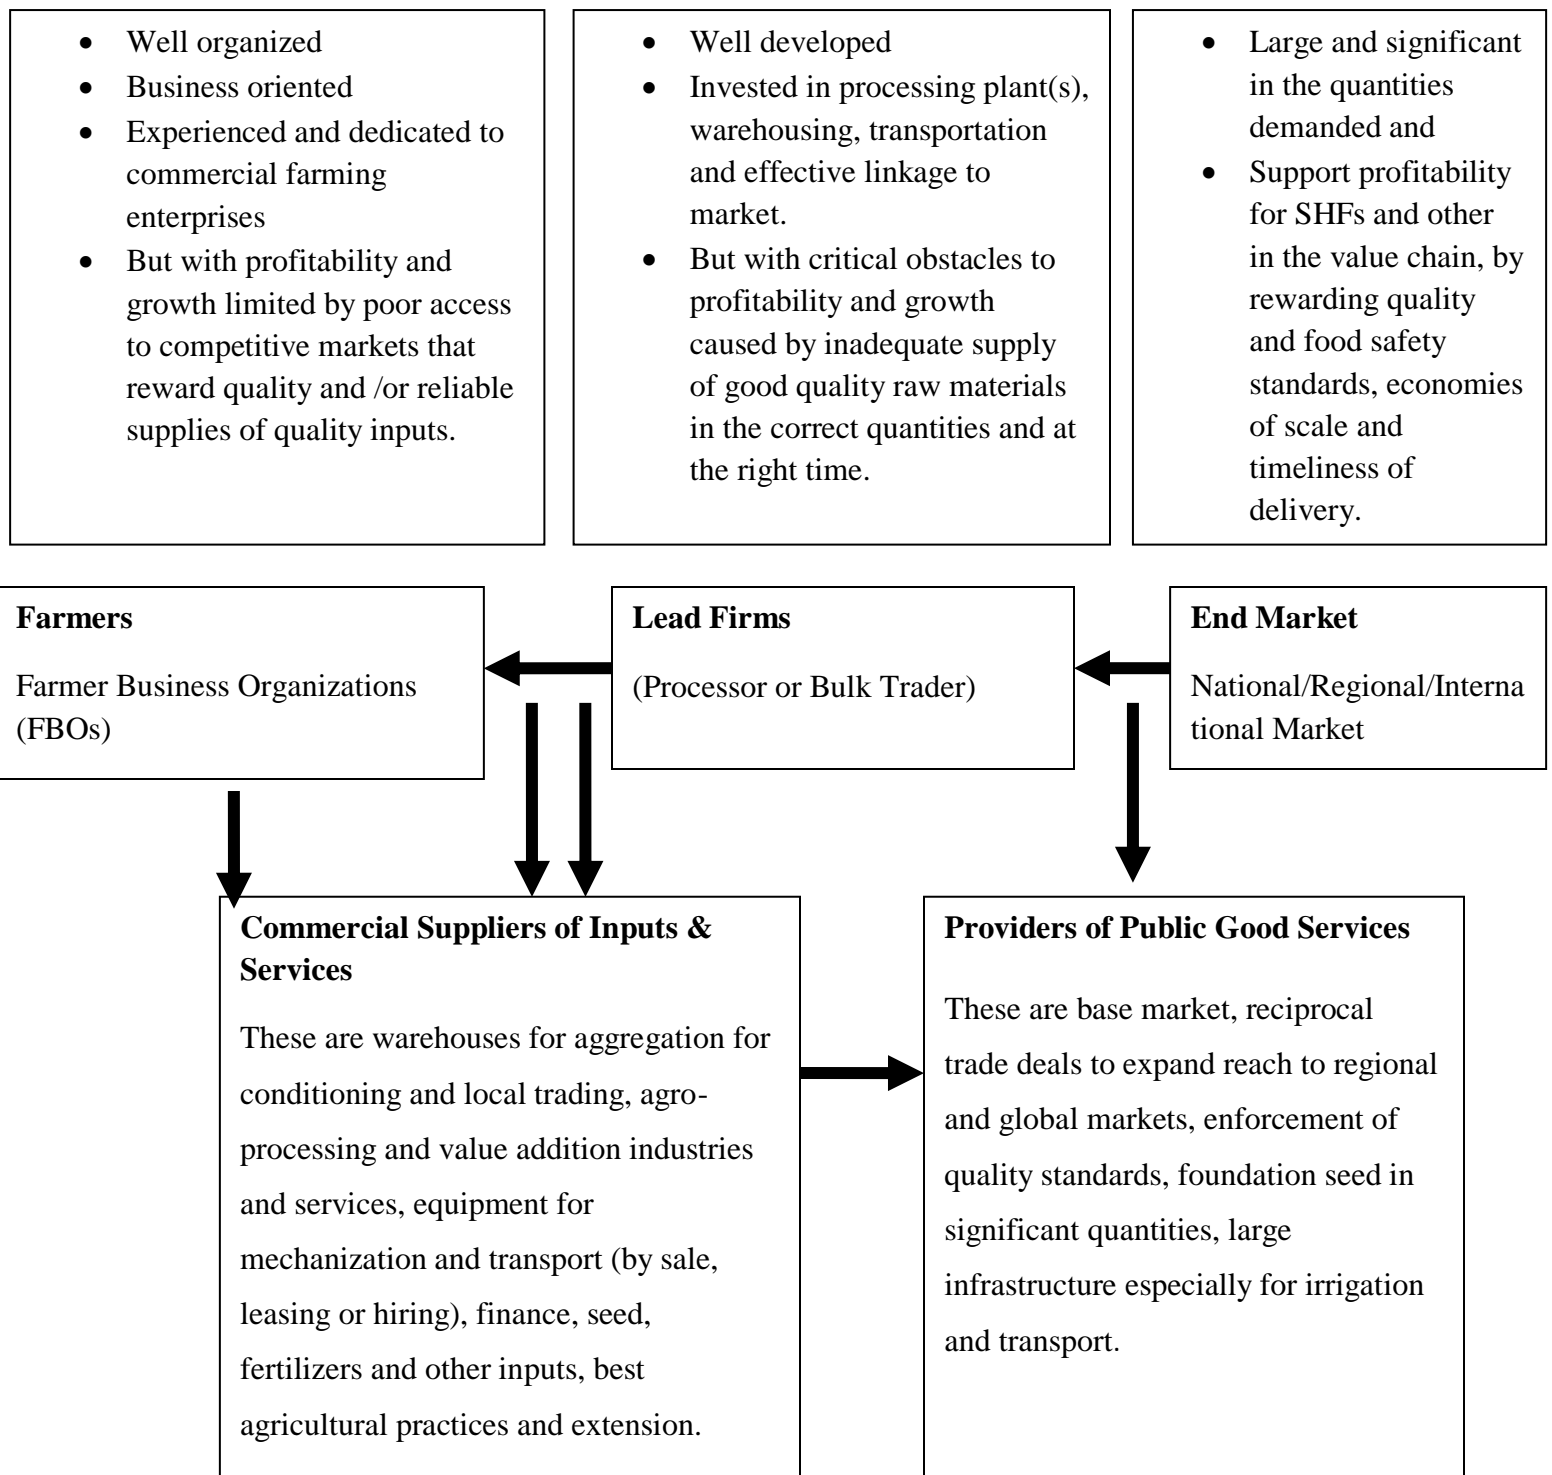 • Well organized
• Business oriented
• Experienced and dedicated to
commercial farming
enterprises
• But with profitability and
growth limited by poor access
to competitive markets that
reward quality and /or reliable
supplies of quality inputs.
• Well developed
• Invested in processing plant(s),
warehousing, transportation
and effective linkage to
market.
• But with critical obstacles to
profitability and growth
caused by inadequate supply
of good quality raw materials
in the correct quantities and at
the right time.
• Large and significant
in the quantities
demanded and
• Support profitability
for SHFs and other
in the value chain, by
rewarding quality
and food safety
standards, economies
of scale and
timeliness of
delivery.
Farmers
Farmer Business Organizations
(FBOs)
Lead Firms
(Processor or Bulk Trader)
End Market
National/Regional/Interna
tional Market
Commercial Suppliers of Inputs &
Services
These are warehouses for aggregation for
conditioning and local trading, agro-
processing and value addition industries
and services, equipment for
mechanization and transport (by sale,
leasing or hiring), finance, seed,
fertilizers and other inputs, best
agricultural practices and extension.
Providers of Public Good Services
These are base market, reciprocal
trade deals to expand reach to regional
and global markets, enforcement of
quality standards, foundation seed in
significant quantities, large
infrastructure especially for irrigation
and transport.